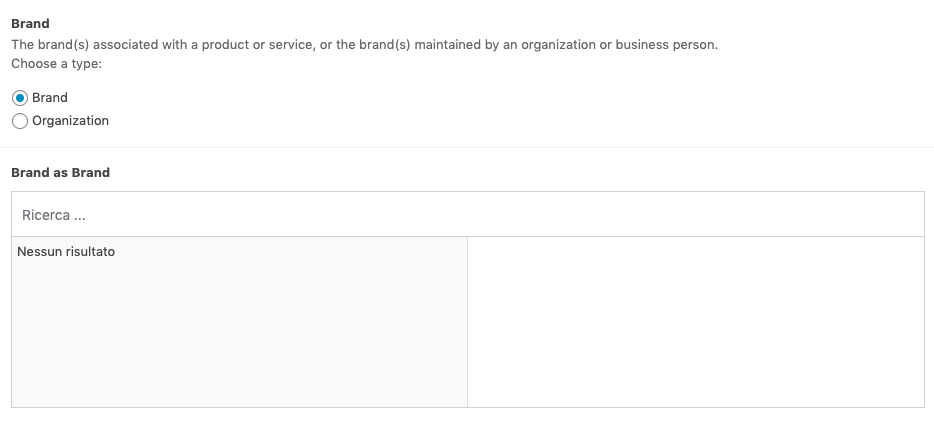 Brand
The brand(s) associated with a product or service, or the brand(s) maintained by an organization or business person.
Choose a type:
Brand
Organization
Brand as Brand
Ricerca ...
Nessun risultato